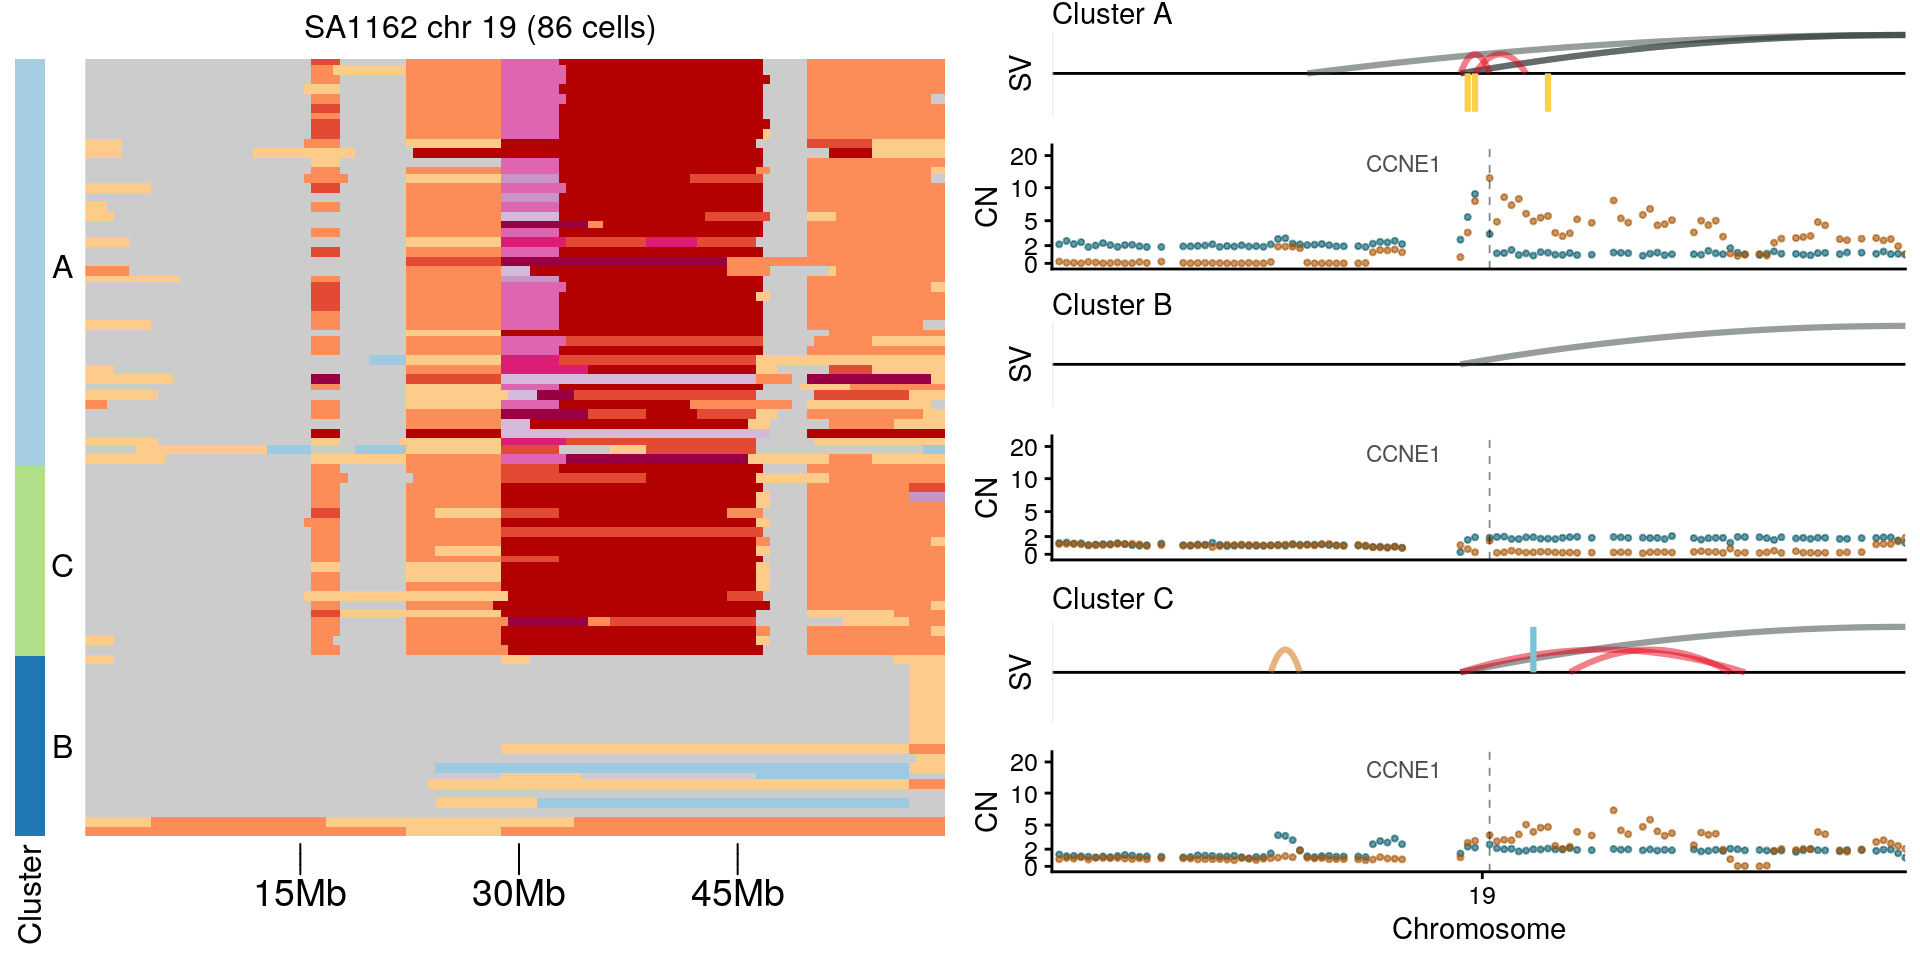 SA1162 chr 19 (86 cells)
A
C
B
Cluster
15Mb
30Mb
45Mb
Cluster A
SV
CN
20
10
5
2
0
CCNE1
Cluster B
SV
CN
20
10
5
2
0
CCNE1
Cluster C
SV
CN
20
10
5
2
0
CCNE1
19
Chromosome